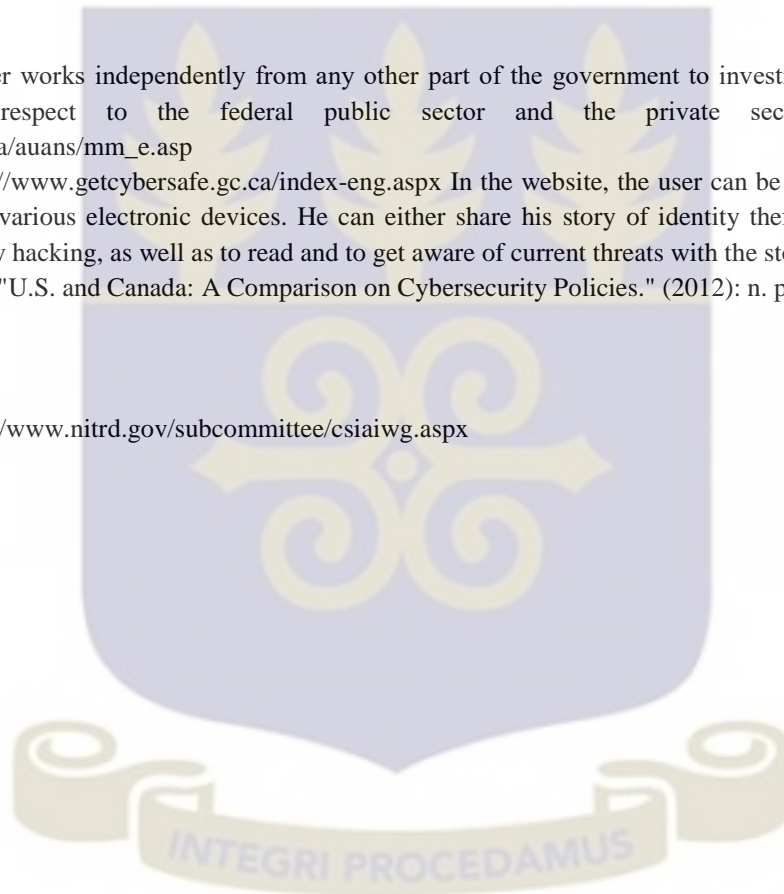 er works independently from any other part of the government to invest
respect to the federal public sector and the private sec
a/auans/mm_e.asp
//www.getcybersafe.gc.ca/index-eng.aspx In the website, the user can be
various electronic devices. He can either share his story of identity thef
y hacking, as well as to read and to get aware of current threats with the sto
"U.S. and Canada: A Comparison on Cybersecurity Policies." (2012): n. p
/www.nitrd.gov/subcommittee/csiaiwg.aspx
INTEGRI PROCEDAMUS